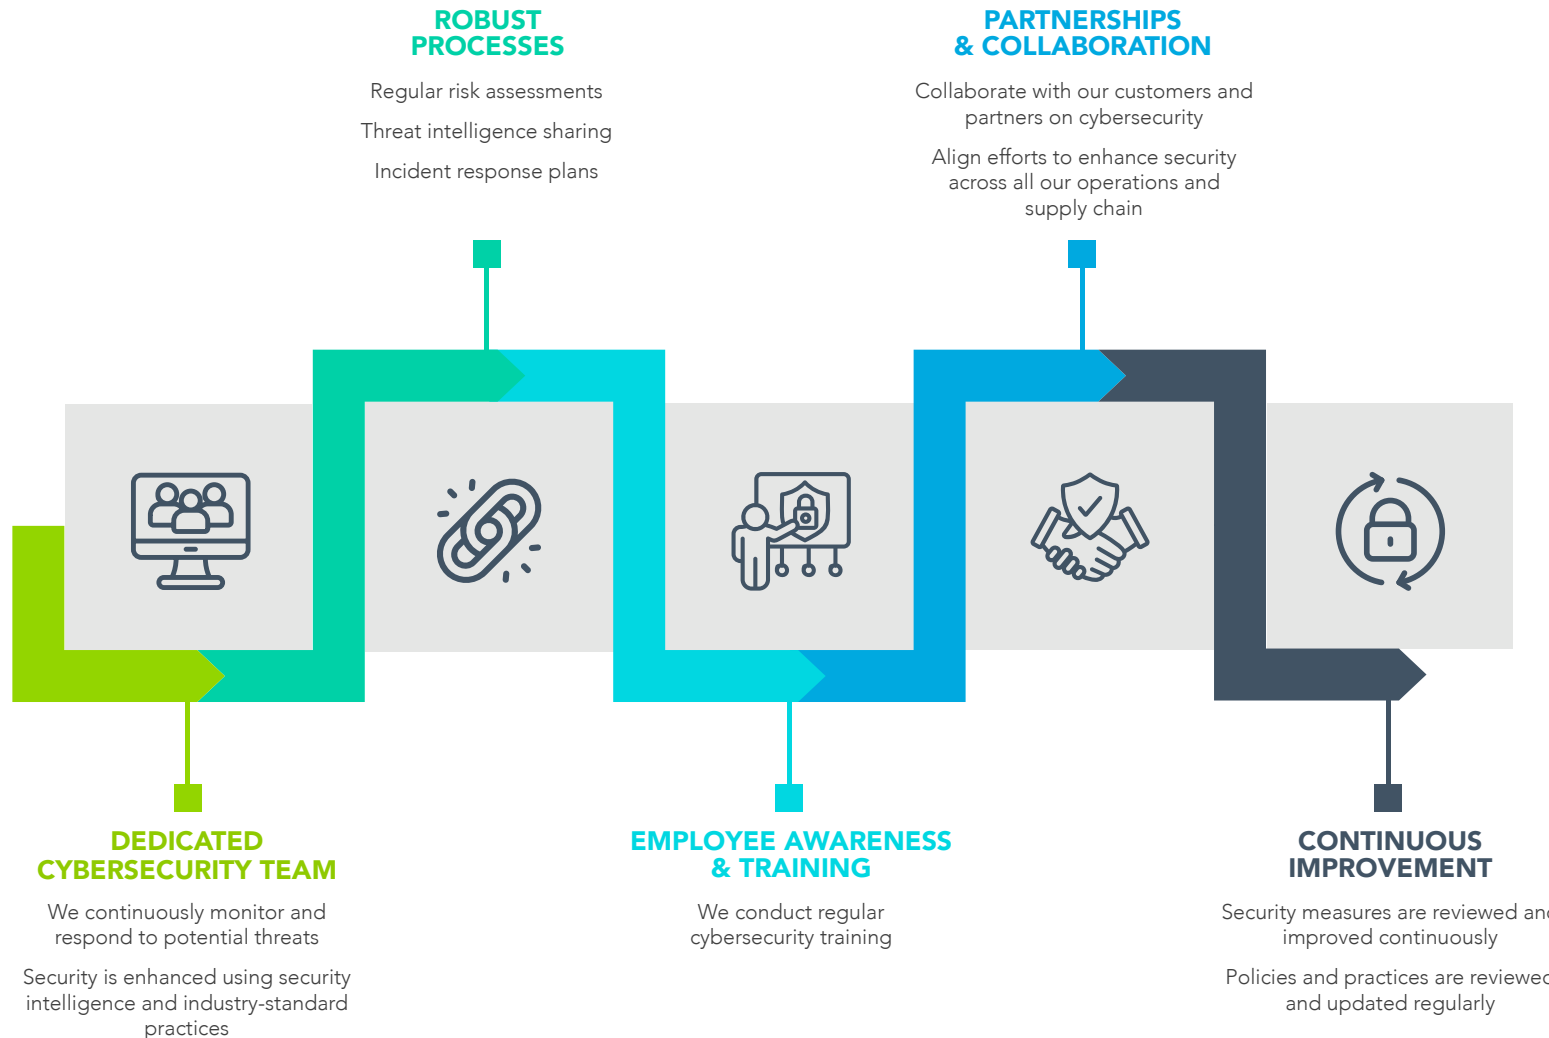 ROBUST
PROCESSES
Regular risk assessments
Threat intelligence sharing
Incident response plans
PARTNERSHIPS
& COLLABORATION
Collaborate with our customers and
partners on cybersecurity
Align efforts to enhance security
across all our operations and
supply chain
DEDICATED
CYBERSECURITY TEAM
We continuously monitor and
respond to potential threats
Security is enhanced using security
intelligence and industry-standard
practices
EMPLOYEE AWARENESS
& TRAINING
We conduct regular
cybersecurity training
CONTINUOUS
IMPROVEMENT
Security measures are reviewed and
improved continuously
Policies and practices are reviewed
and updated regularly